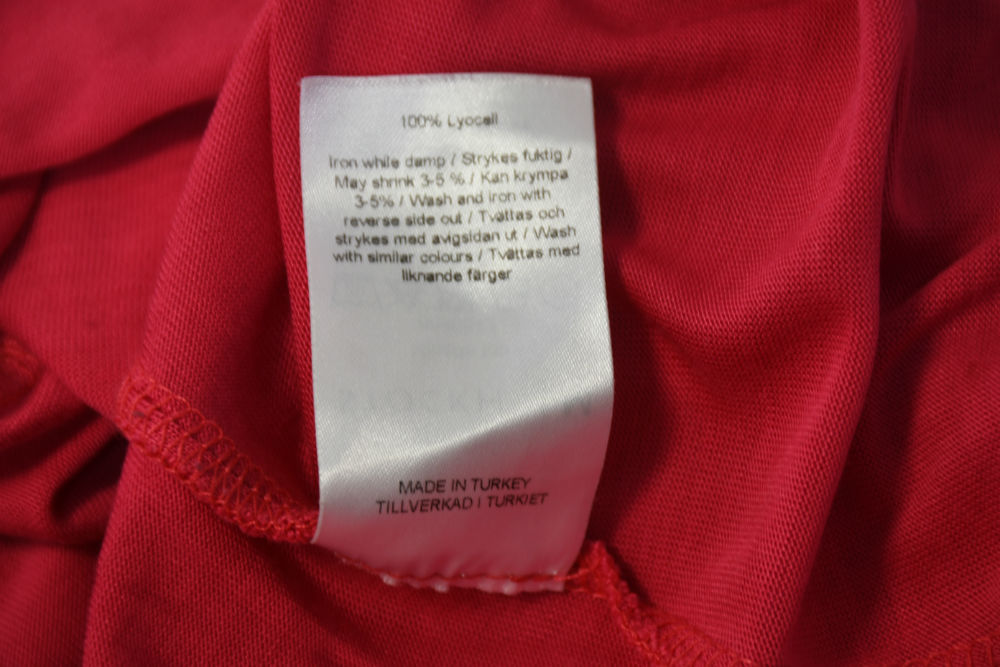 100% Lyocell
Iron while damp / Strykes fuktig /
May shrink 3-5 % / Kan krympa
3-5% / Wash and iron with
reverse side out / Tvättas och
strykes med avigsidan ut / Wash
with similar colours / Tvättas med
liknande färger
MADE IN TURKEY
TILLVERKAD I TURKIET